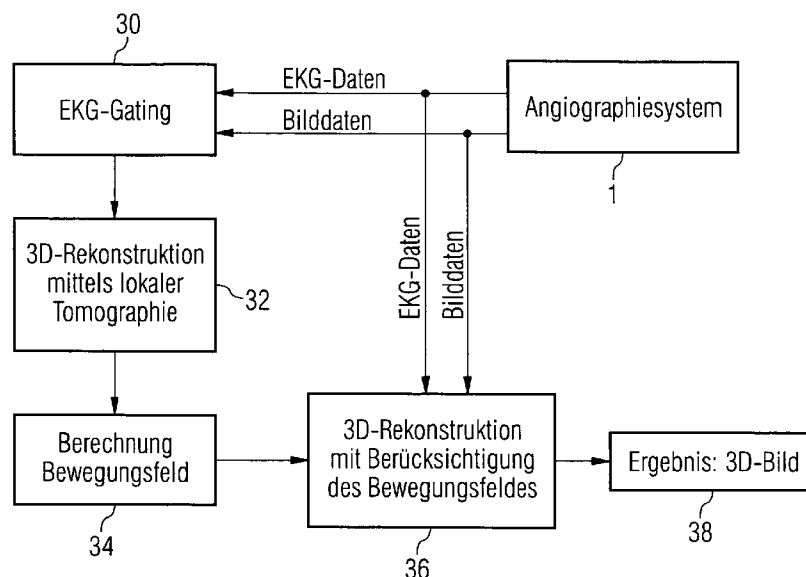 30
EKG-Gating
EKG-Daten
Bilddaten
Angiographiesystem
1
3D-Rekonstruktion
mittels lokaler
Tomographie
32
EKG-Daten
Bilddaten
Berechnung
Bewegungsfeld
34
3D-Rekonstruktion
mit Berücksichtigung
des Bewegungsfeldes
36
Ergebnis: 3D-Bild
38